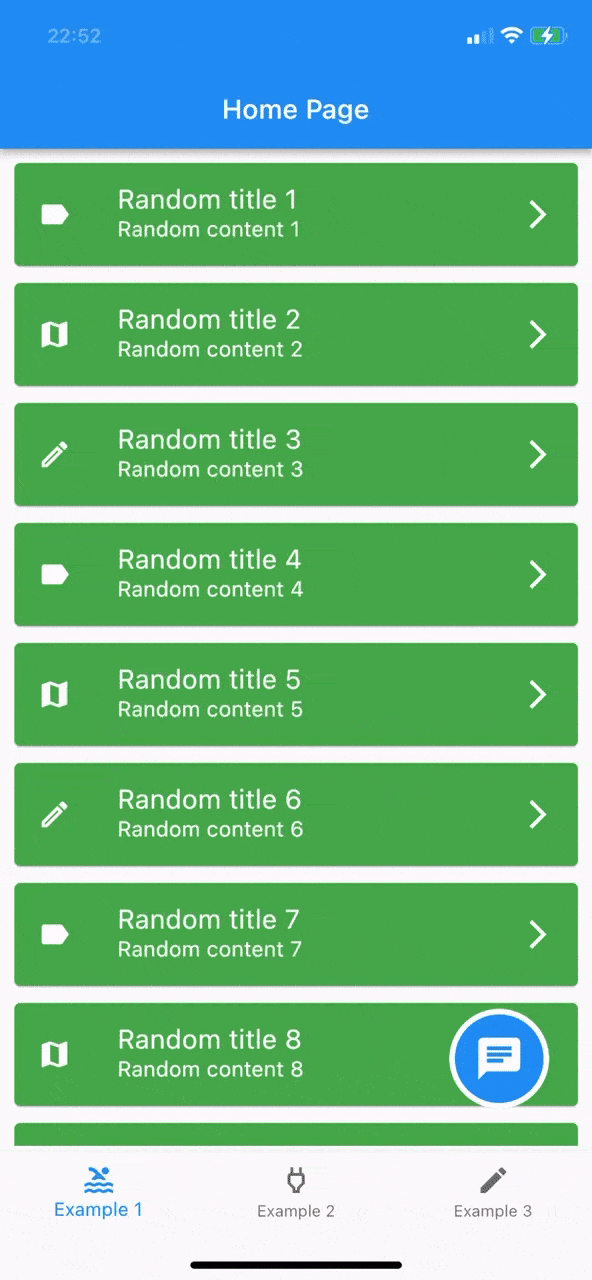 22:52
Home Page
Random title 1
Random content 1
Random title 2
Random content 2
Random title 3
Random content 3
Random title 4
Random content 4
Random title 5
Random content 5
Random title 6
Random content 6
Random title 7
Random content 7
Random title 8
Random content 8
Example 1
Example 2
Example 3